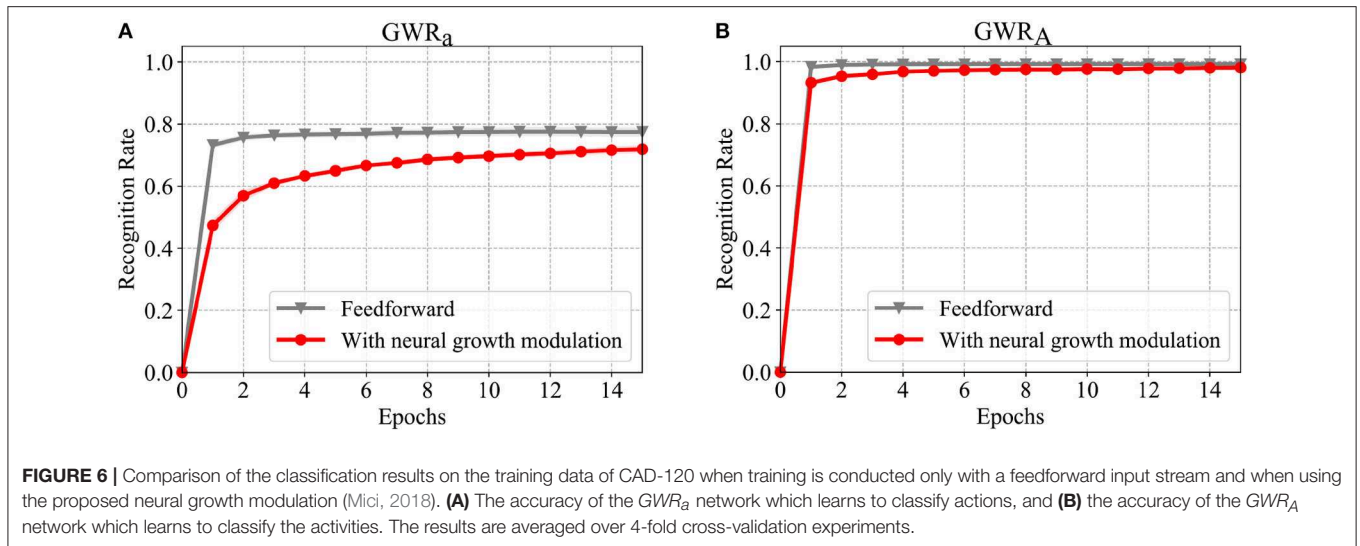 A
GWRa
Recognition Rate
1.0
0.8
0.6
0.4
0.2
0.0
0 2 4 6 8 10 12 14
Epochs
Feedforward
With neural growth modulation
B
GWRA
Recognition Rate
1.0
0.8
0.6
0.4
0.2
0.0
0 2 4 6 8 10 12 14
Epochs
Feedforward
With neural growth modulation
FIGURE 6 | Comparison of the classification results on the training data of CAD-120 when training is conducted only with a feedforward input stream and when using
the proposed neural growth modulation (Mici, 2018). (A) The accuracy of the GWRa network which learns to classify actions, and (B) the accuracy of the GWRA
network which learns to classify the activities. The results are averaged over 4-fold cross-validation experiments.